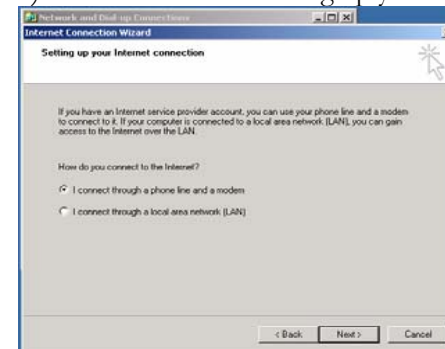 Network and Dial-up Connections
Internet Connection Wizard
Setting up your Internet connection
If you have an Internet service provider account, you can use your phone line and a modem
to connect to it. If your computer is connected to a local area network (LAN), you can gain
access to the Internet over the LAN.
How do you connect to the Internet?
I connect through a phone line and a modem
I connect through a local area network (LAN)
< Back
Next >
Cancel